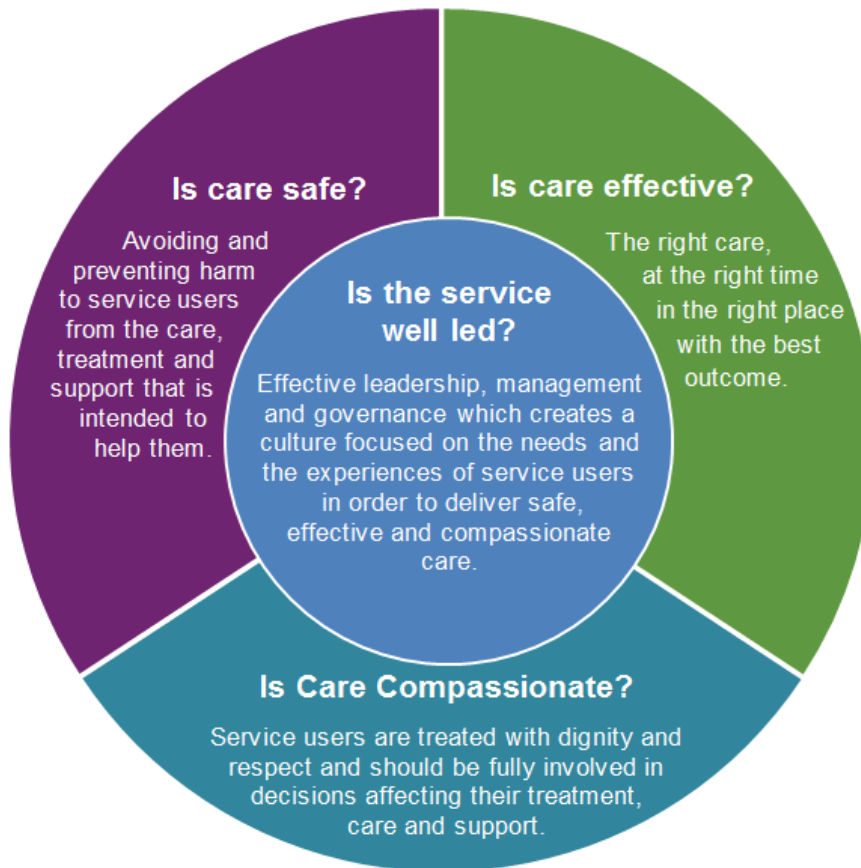 Is care safe?
Avoiding and
preventing harm
to service users
from the care,
treatment and
support that is
intended to
help them.
Is care effective?
The right care,
at the right time
in the right place
with the best
outcome.
Is the service
well led?
Effective leadership, management
and governance which creates a
culture focused on the needs and
the experiences of service users
in order to deliver safe,
effective and compassionate
care.
Is Care Compassionate?
Service users are treated with dignity and
respect and should be fully involved in
decisions affecting their treatment,
care and support.